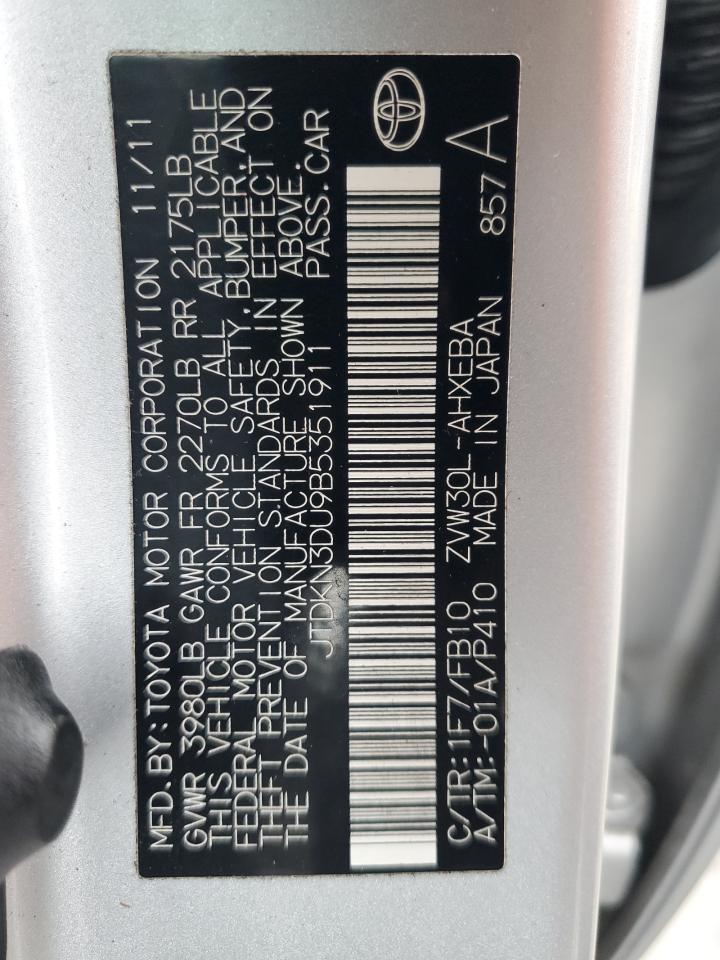 MFD. BY: TOYOTA MOTOR CORPORATION 11/11
GVWR 3980LB GAWR FR 2270LB RR 2175LB
THIS VEHICLE CONFORMS TO ALL APPLICABLE
FEDERAL MOTOR VEHICLE SAFETY, BUMPER, AND
THEFT PREVENTION STANDARDS IN EFFECT ON
THE DATE OF MANUFACTURE SHOWN ABOVE.
JTDKN3DU9B5351911 PASS. CAR
C/TR: 1F7/FB10 ZVW30L-AHXEBA 857 A
A/TM: -01A/P410 MADE IN JAPAN